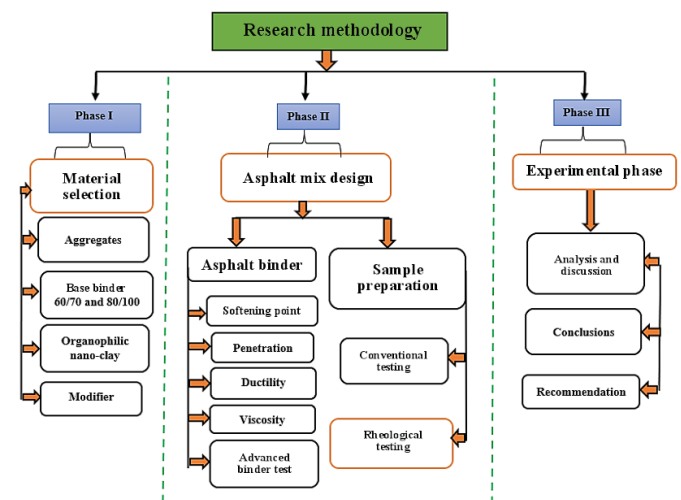 Research methodology
Phase I
Material
selection
Aggregates
Base binder
60/70 and 80/100
Organophilic
nano-clay
Modifier
Phase II
Asphalt mix design
Asphalt binder
Softening point
Penetration
Ductility
Viscosity
Advanced
binder test
Sample
preparation
Conventional
testing
Rheological
testing
Phase III
Experimental phase
Analysis and
discussion
Conclusions
Recommendation